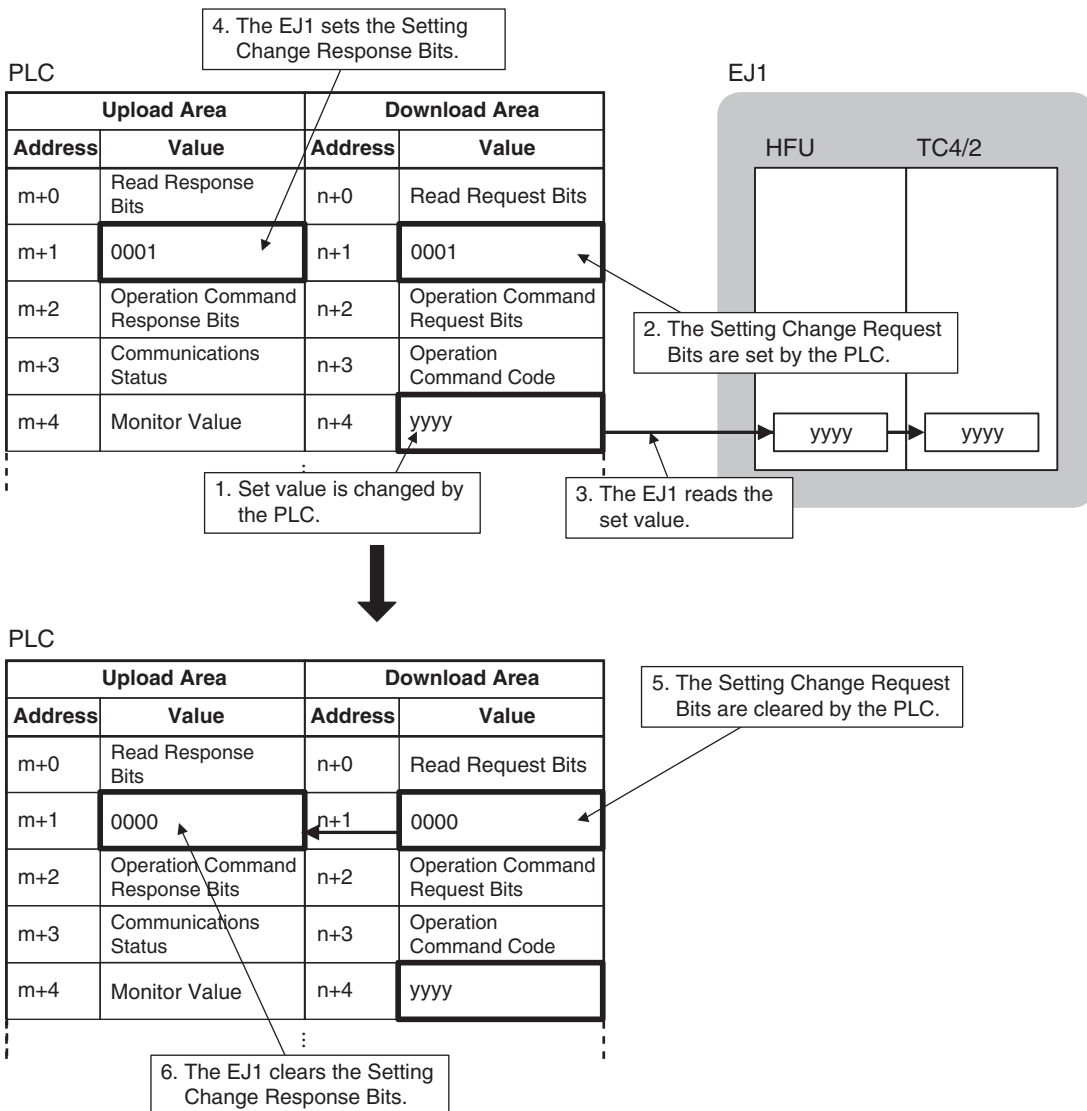 4. The EJ1 sets the Setting
Change Response Bits.
PLC
EJ1
Upload Area Download Area
Address Value Address Value
HFU TC4/2
m+0 Read Response
Bits n+0 Read Request Bits
m+1 0001 n+1 0001
m+2 Operation Command
Response Bits n+2 Operation Command
Request Bits
2. The Setting Change Request
Bits are set by the PLC.
m+3 Communications
Status n+3 Operation
Command Code
m+4 Monitor Value n+4 yyyy
yyyy yyyy
⋮
1. Set value is changed by
the PLC.
3. The EJ1 reads the
set value.
PLC
Upload Area Download Area
Address Value Address Value
5. The Setting Change Request
Bits are cleared by the PLC.
m+0 Read Response
Bits n+0 Read Request Bits
m+1 0000 n+1 0000
m+2 Operation Command
Response Bits n+2 Operation Command
Request Bits
m+3 Communications
Status n+3 Operation
Command Code
m+4 Monitor Value n+4 yyyy
⋮
6. The EJ1 clears the Setting
Change Response Bits.